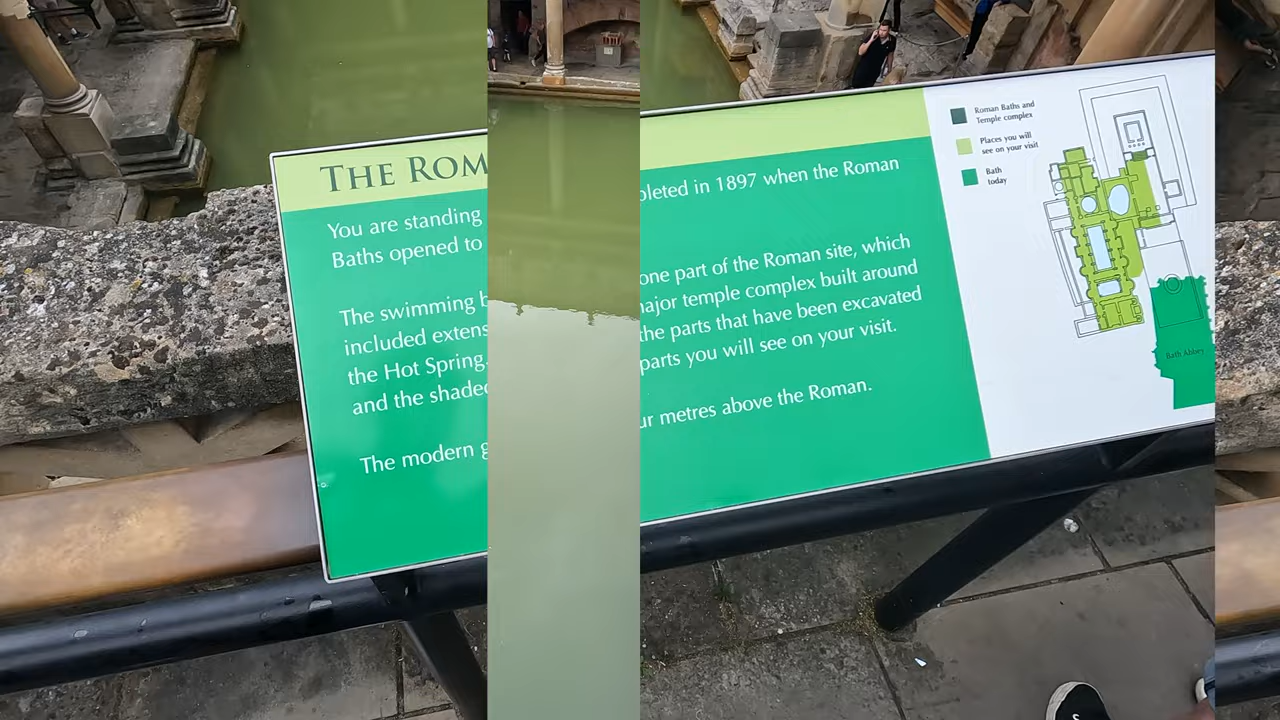 THE ROM
You are standing pleted in 1897 when the Roman
Baths opened to
The swimming one part of the Roman site, which
included extens ajor temple complex built around
the Hot Spring. the parts that have been excavated
and the shaded parts you will see on your visit.
The modern ur metres above the Roman.
Roman Baths and
Temple complex
Places you will
see on your visit
Bath
today
Bath Abbey